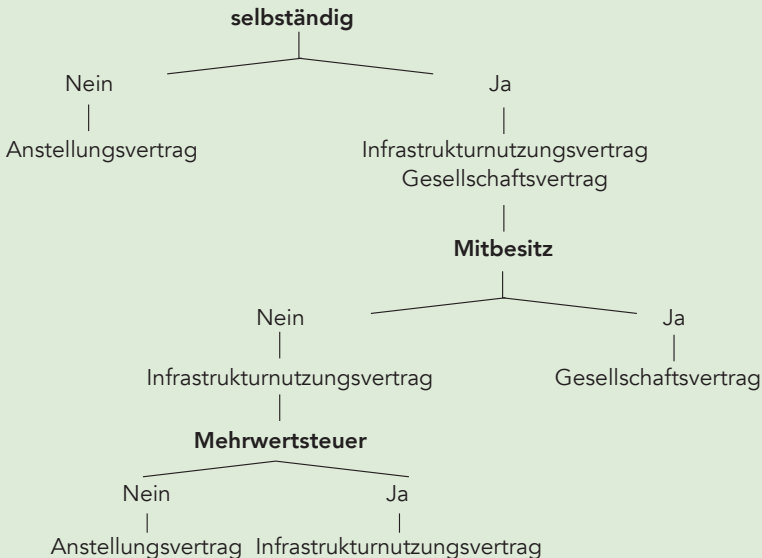 selbständig
Nein
Ja
Anstellungsvertrag
Infrastrukturnutzungsvertrag
Gesellschaftsvertrag
Mitbesitz
Nein
Ja
Infrastrukturnutzungsvertrag
Gesellschaftsvertrag
Mehrwertsteuer
Nein
Ja
Anstellungsvertrag
Infrastrukturnutzungsvertrag